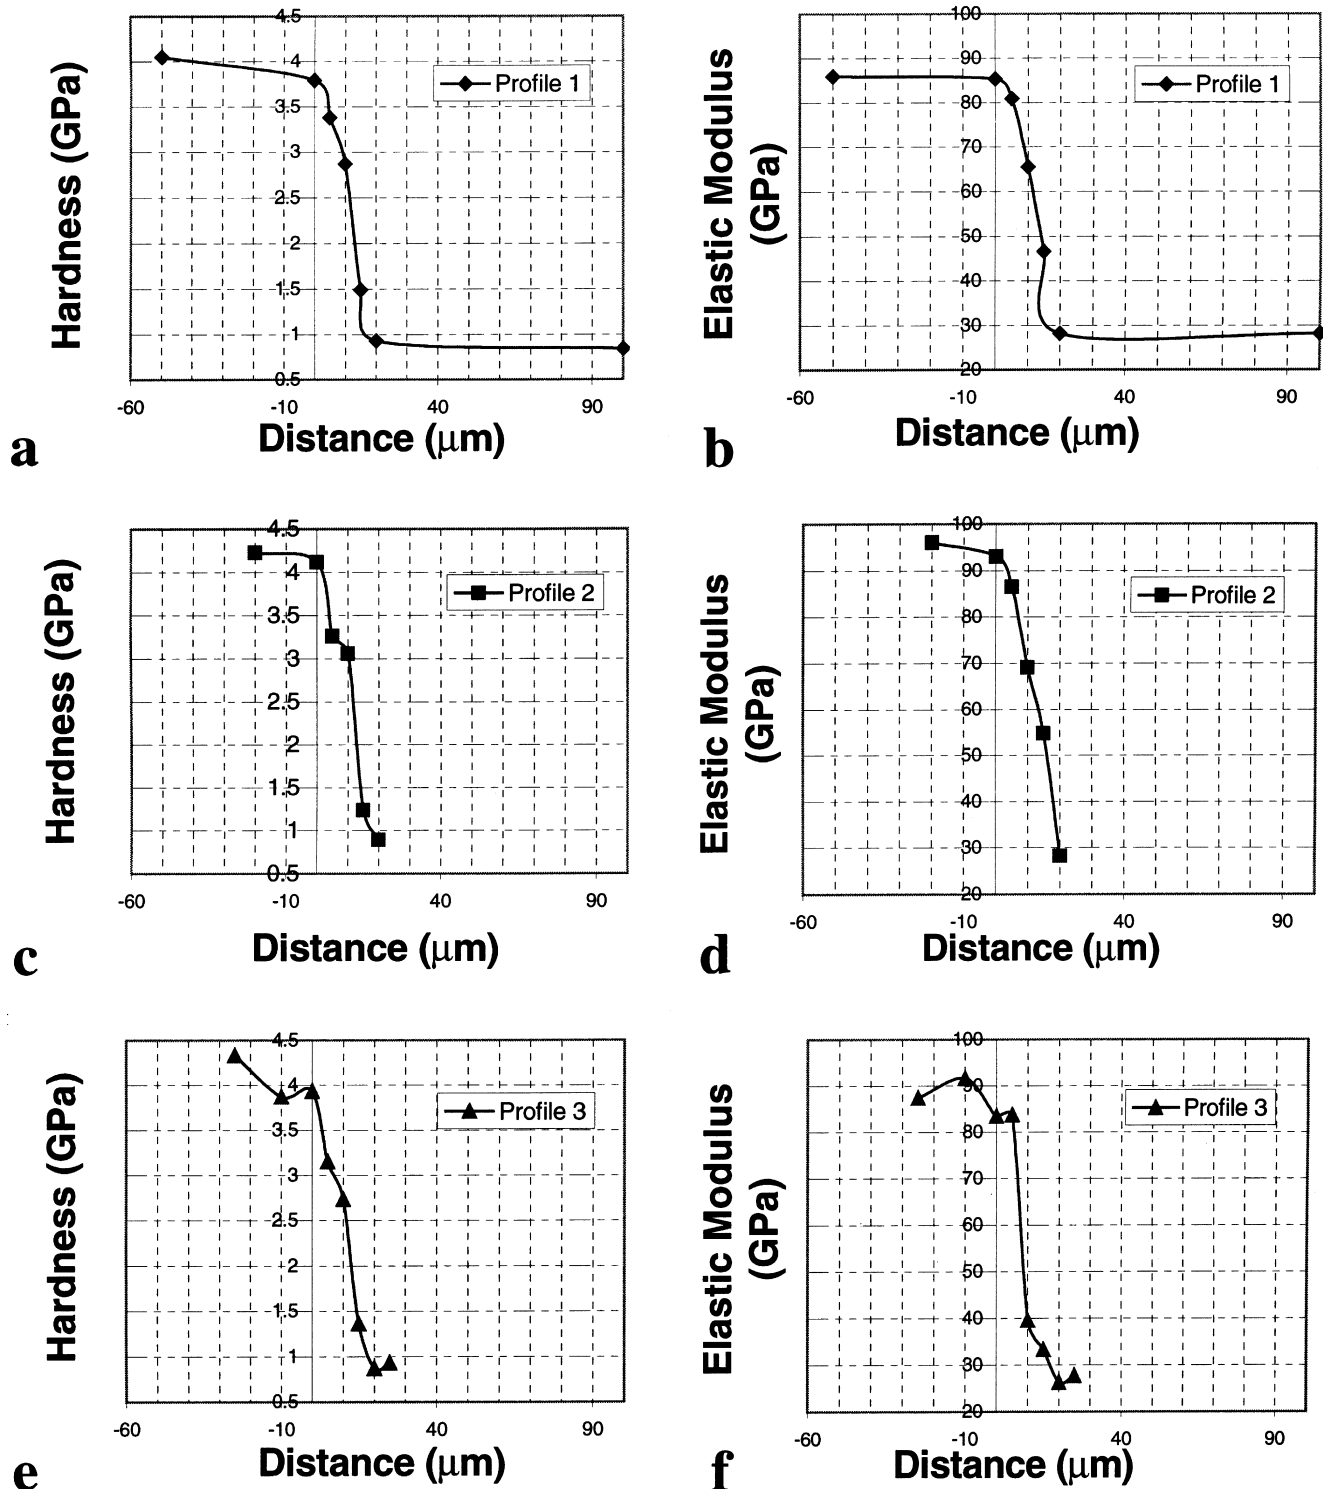 Hardness (GPa)
4.5
4
3.5
3
2.5
2
1.5
1
0.5
Profile 1
-60
-10
40
90
Distance (μm)
a
Elastic Modulus
(GPa)
100
90
80
70
60
50
40
30
20
Profile 1
-60
-10
40
90
Distance (μm)
b
Hardness (GPa)
4.5
4
3.5
3
2.5
2
1.5
1
0.5
Profile 2
-60
-10
40
90
Distance (μm)
c
Elastic Modulus
(GPa)
100
90
80
70
60
50
40
30
20
Profile 2
-60
-10
40
90
Distance (μm)
d
Hardness (GPa)
4.5
4
3.5
3
2.5
2
1.5
1
0.5
Profile 3
-60
-10
40
90
Distance (μm)
e
Elastic Modulus
(GPa)
100
90
80
70
60
50
40
30
20
Profile 3
-60
-10
40
90
Distance (μm)
f